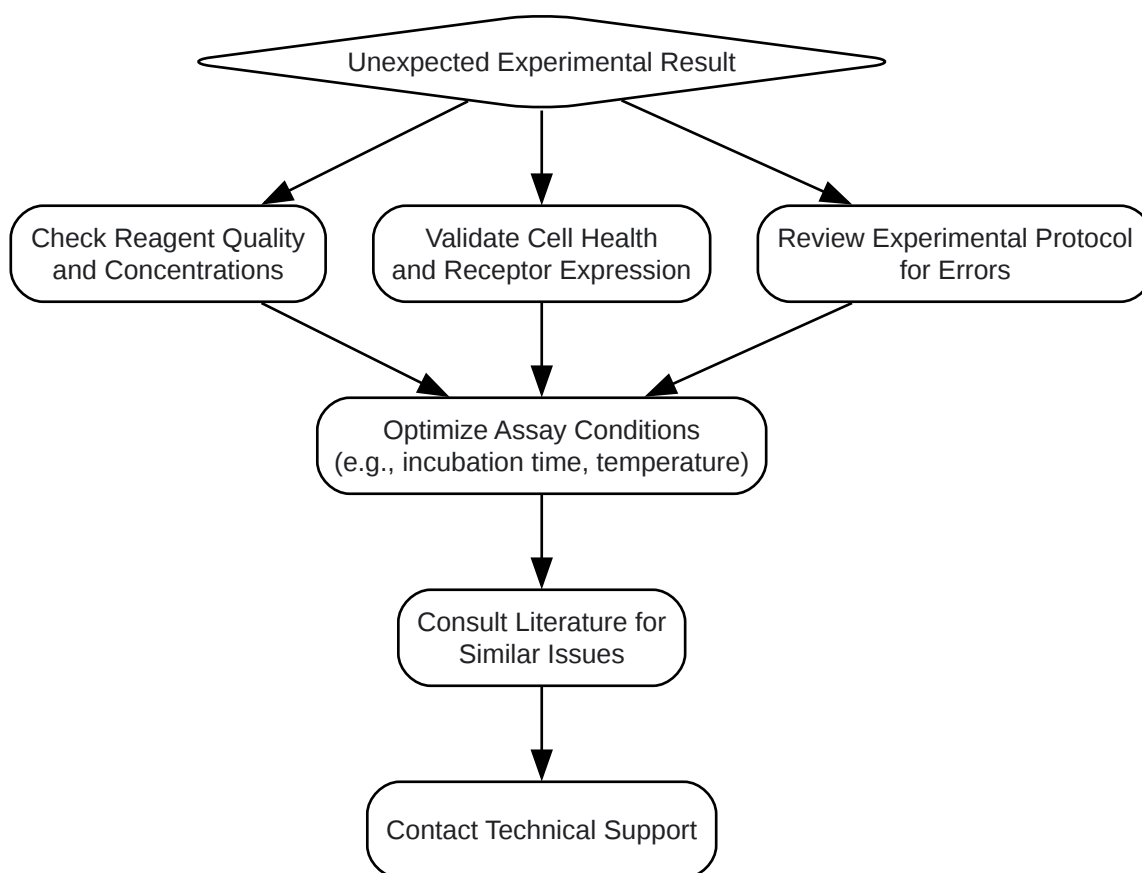 Unexpected Experimental Result
Check Reagent Quality
and Concentrations
Validate Cell Health
and Receptor Expression
Review Experimental Protocol
for Errors
Optimize Assay Conditions
(e.g., incubation time, temperature)
Consult Literature for
Similar Issues
Contact Technical Support